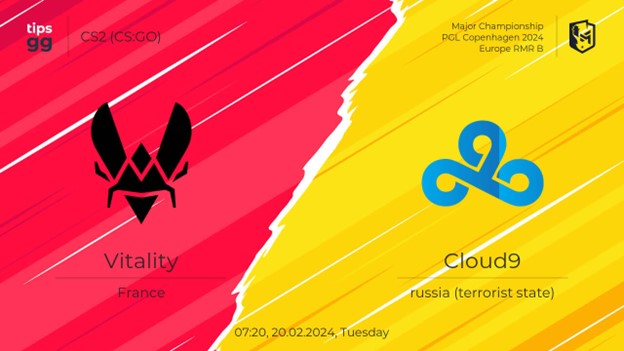 tips
gg
CS2 (CS:GO)
Major Championship
PGL Copenhagen 2024
Europe RMR B
Vitality
France
Cloud9
russia (terrorist state)
07:20, 20.02.2024, Tuesday